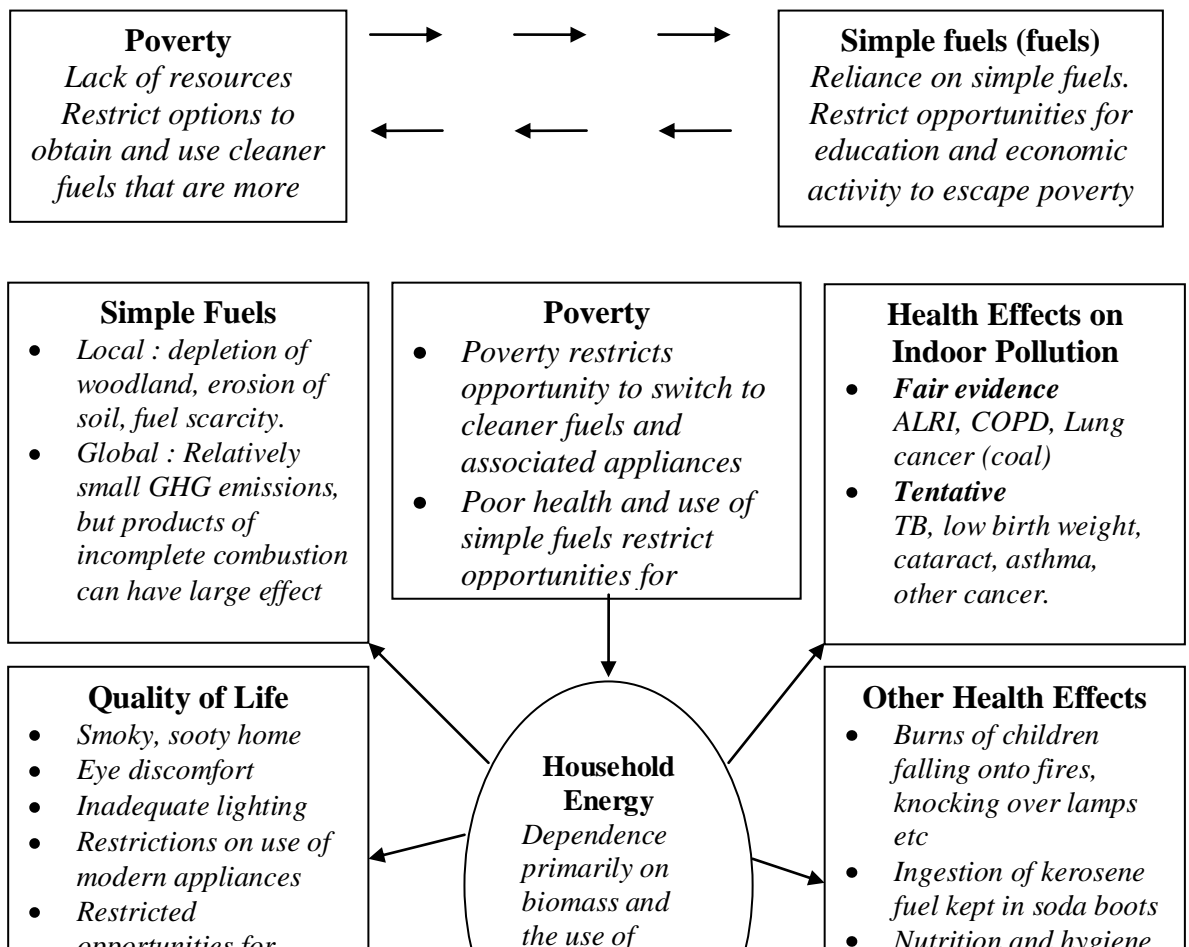 Poverty
Lack of resources
Restrict options to
obtain and use cleaner
fuels that are more
Simple fuels (fuels)
Reliance on simple fuels.
Restrict opportunities for
education and economic
activity to escape poverty
Simple Fuels
• Local : depletion of
woodland, erosion of
soil, fuel scarcity.
• Global : Relatively
small GHG emissions,
but products of
incomplete combustion
can have large effect
Poverty
• Poverty restricts
opportunity to switch to
cleaner fuels and
associated appliances
• Poor health and use of
simple fuels restrict
opportunities for
Health Effects on
Indoor Pollution
• Fair evidence
ALRI, COPD, Lung
cancer (coal)
• Tentative
TB, low birth weight,
cataract, asthma,
other cancer.
Quality of Life
• Smoky, sooty home
• Eye discomfort
• Inadequate lighting
• Restrictions on use of
modern appliances
• Restricted
opportunities for
Household
Energy
Dependence
primarily on
biomass and
the use of
Other Health Effects
• Burns of children
falling onto fires,
knocking over lamps
etc
• Ingestion of kerosene
fuel kept in soda boots
• Nutrition and hygiene